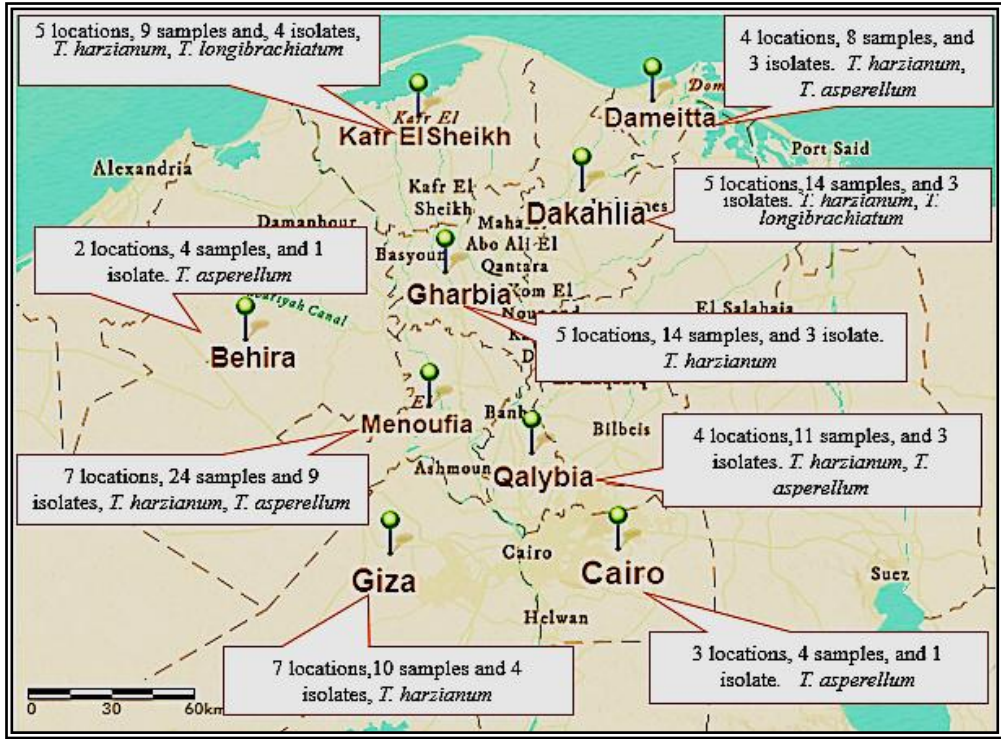 5 locations, 9 samples and, 4 isolates,
T. harzianum, T. longibrachiatum
4 locations, 8 samples, and
3 isolates. T harzianum,
T. asperellum
Kafr El
Kafr ElSheikh
Dameitta
Port Said
Alexandria
Kafr El
Sheikh
5 locations,14 samples, and 3
isolates. T. harzianum, T.
longibrachiatum
Dakahlia
Damanhour
Basyoun
Abo Ali El
Qantara
2 locations, 4 samples, and 1
isolate. T. asperellum
Canal
Gharbia
Kom El
El Salahaia
Behira
5 locations, 14 samples, and 3 isolate.
T. harzianum
Menoufia
Banha
Bilbeis
4 locations,11 samples, and 3
isolates. T. harzianum, T.
asperellum
7 locations, 24 samples and 9
isolates, T. harzianum, T. asperellum
Ashmoun
Qalybia
Giza
Cairo
Cairo
Suez
Helwan
7 locations,10 samples and 4
isolates, T. harzianum
3 locations, 4 samples, and 1
isolate. T. asperellum
0 30 60km